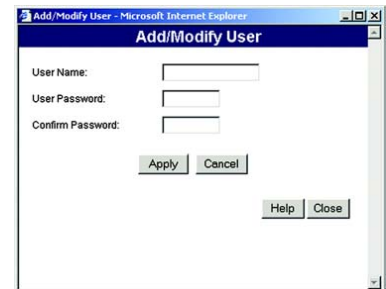 Add/Modify User - Microsoft Internet Explorer
Add/Modify User
User Name:
User Password:
Confirm Password:
Apply Cancel
Help Close